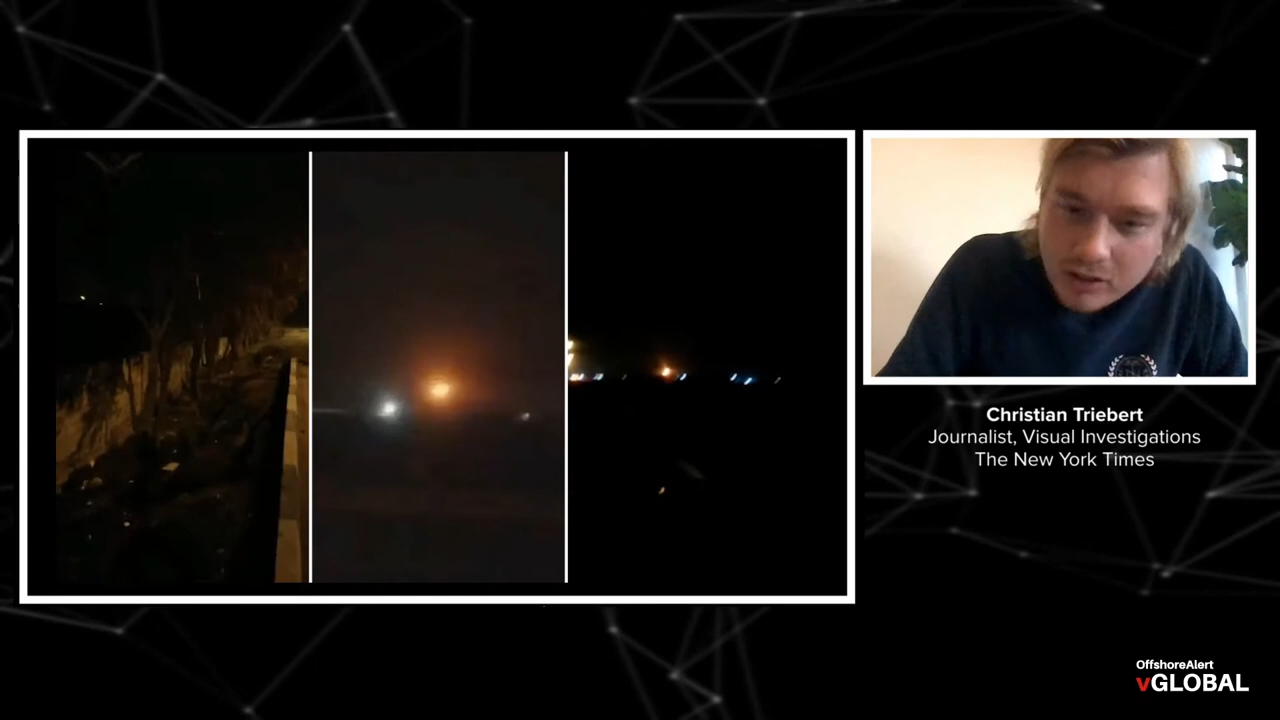 Christian Triebert
Journalist, Visual Investigations
The New York Times
OffshoreAlert
vGLOBAL